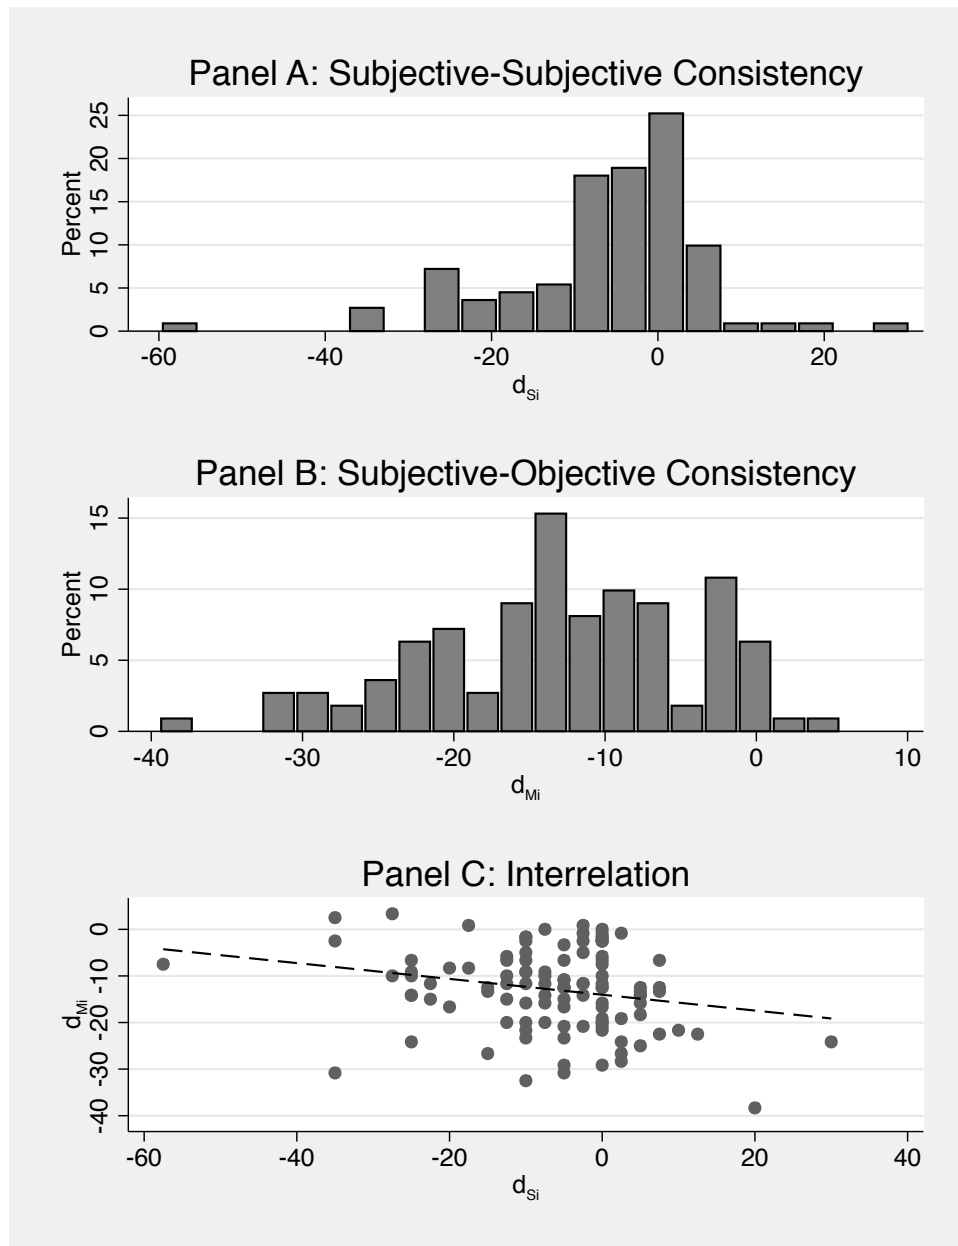 Panel A: Subjective-Subjective Consistency
Percent
25
20
15
10
5
0
-60 -40 -20 0 20
dSi
Panel B: Subjective-Objective Consistency
Percent
15
10
5
0
-40 -30 -20 -10 0 10
dMi
Panel C: Interrelation
dMi
0
-10
-20
-30
-40
-60 -40 -20 0 20 40
dSi